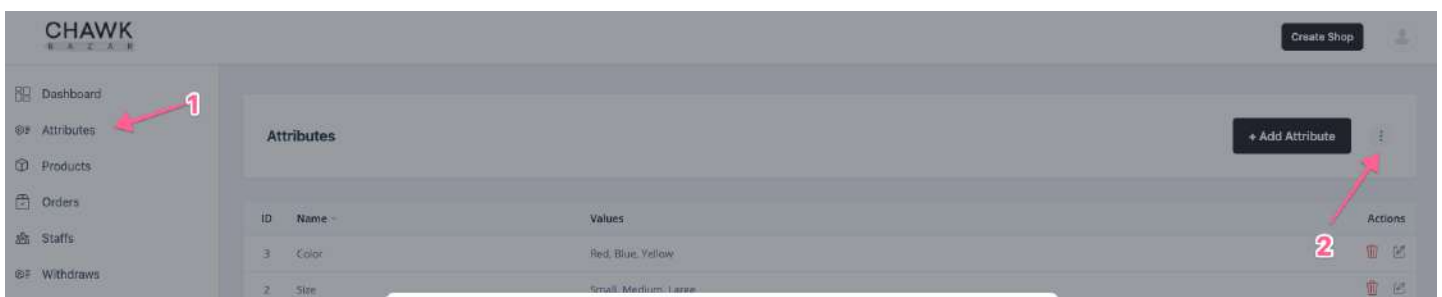 CHAWK
BAZAR
Create Shop
Dashboard
1
Attributes
Attributes
+ Add Attribute
Products
Orders
ID Name Values Actions
Staffs
2
3 Color Red, Blue, Yellow
Withdraws
2 Size Small, Medium, Large